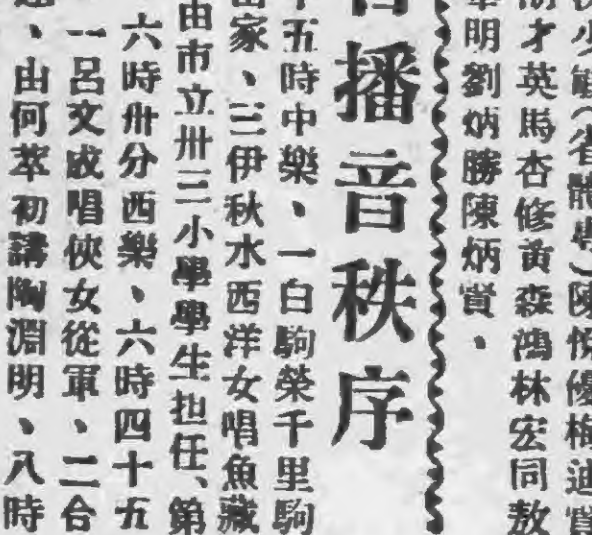 少敏（省體專）陳悅優梅迪賞
才英馬杏修黃森鴻林宏同敖
明劉炳勝陳炳賞、
播音秩序
五時中樂、一白駒榮千里駒
家、三伊秋水西洋女唱魚藏
由市立卅三小學學生担任、第
六時卅分西樂、六時四十五
、一呂文成唱俠女從軍、二合
、由何萃初講陶淵明、八時